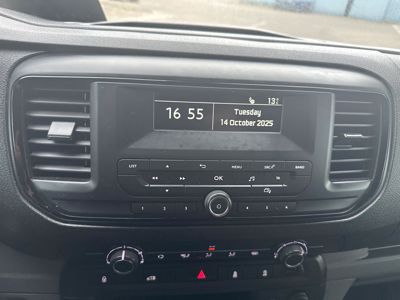 13
16 55
Tuesday
14 October 2025
LIST
MENU
SRC
BAND
OK
1 2 3 4 5 6